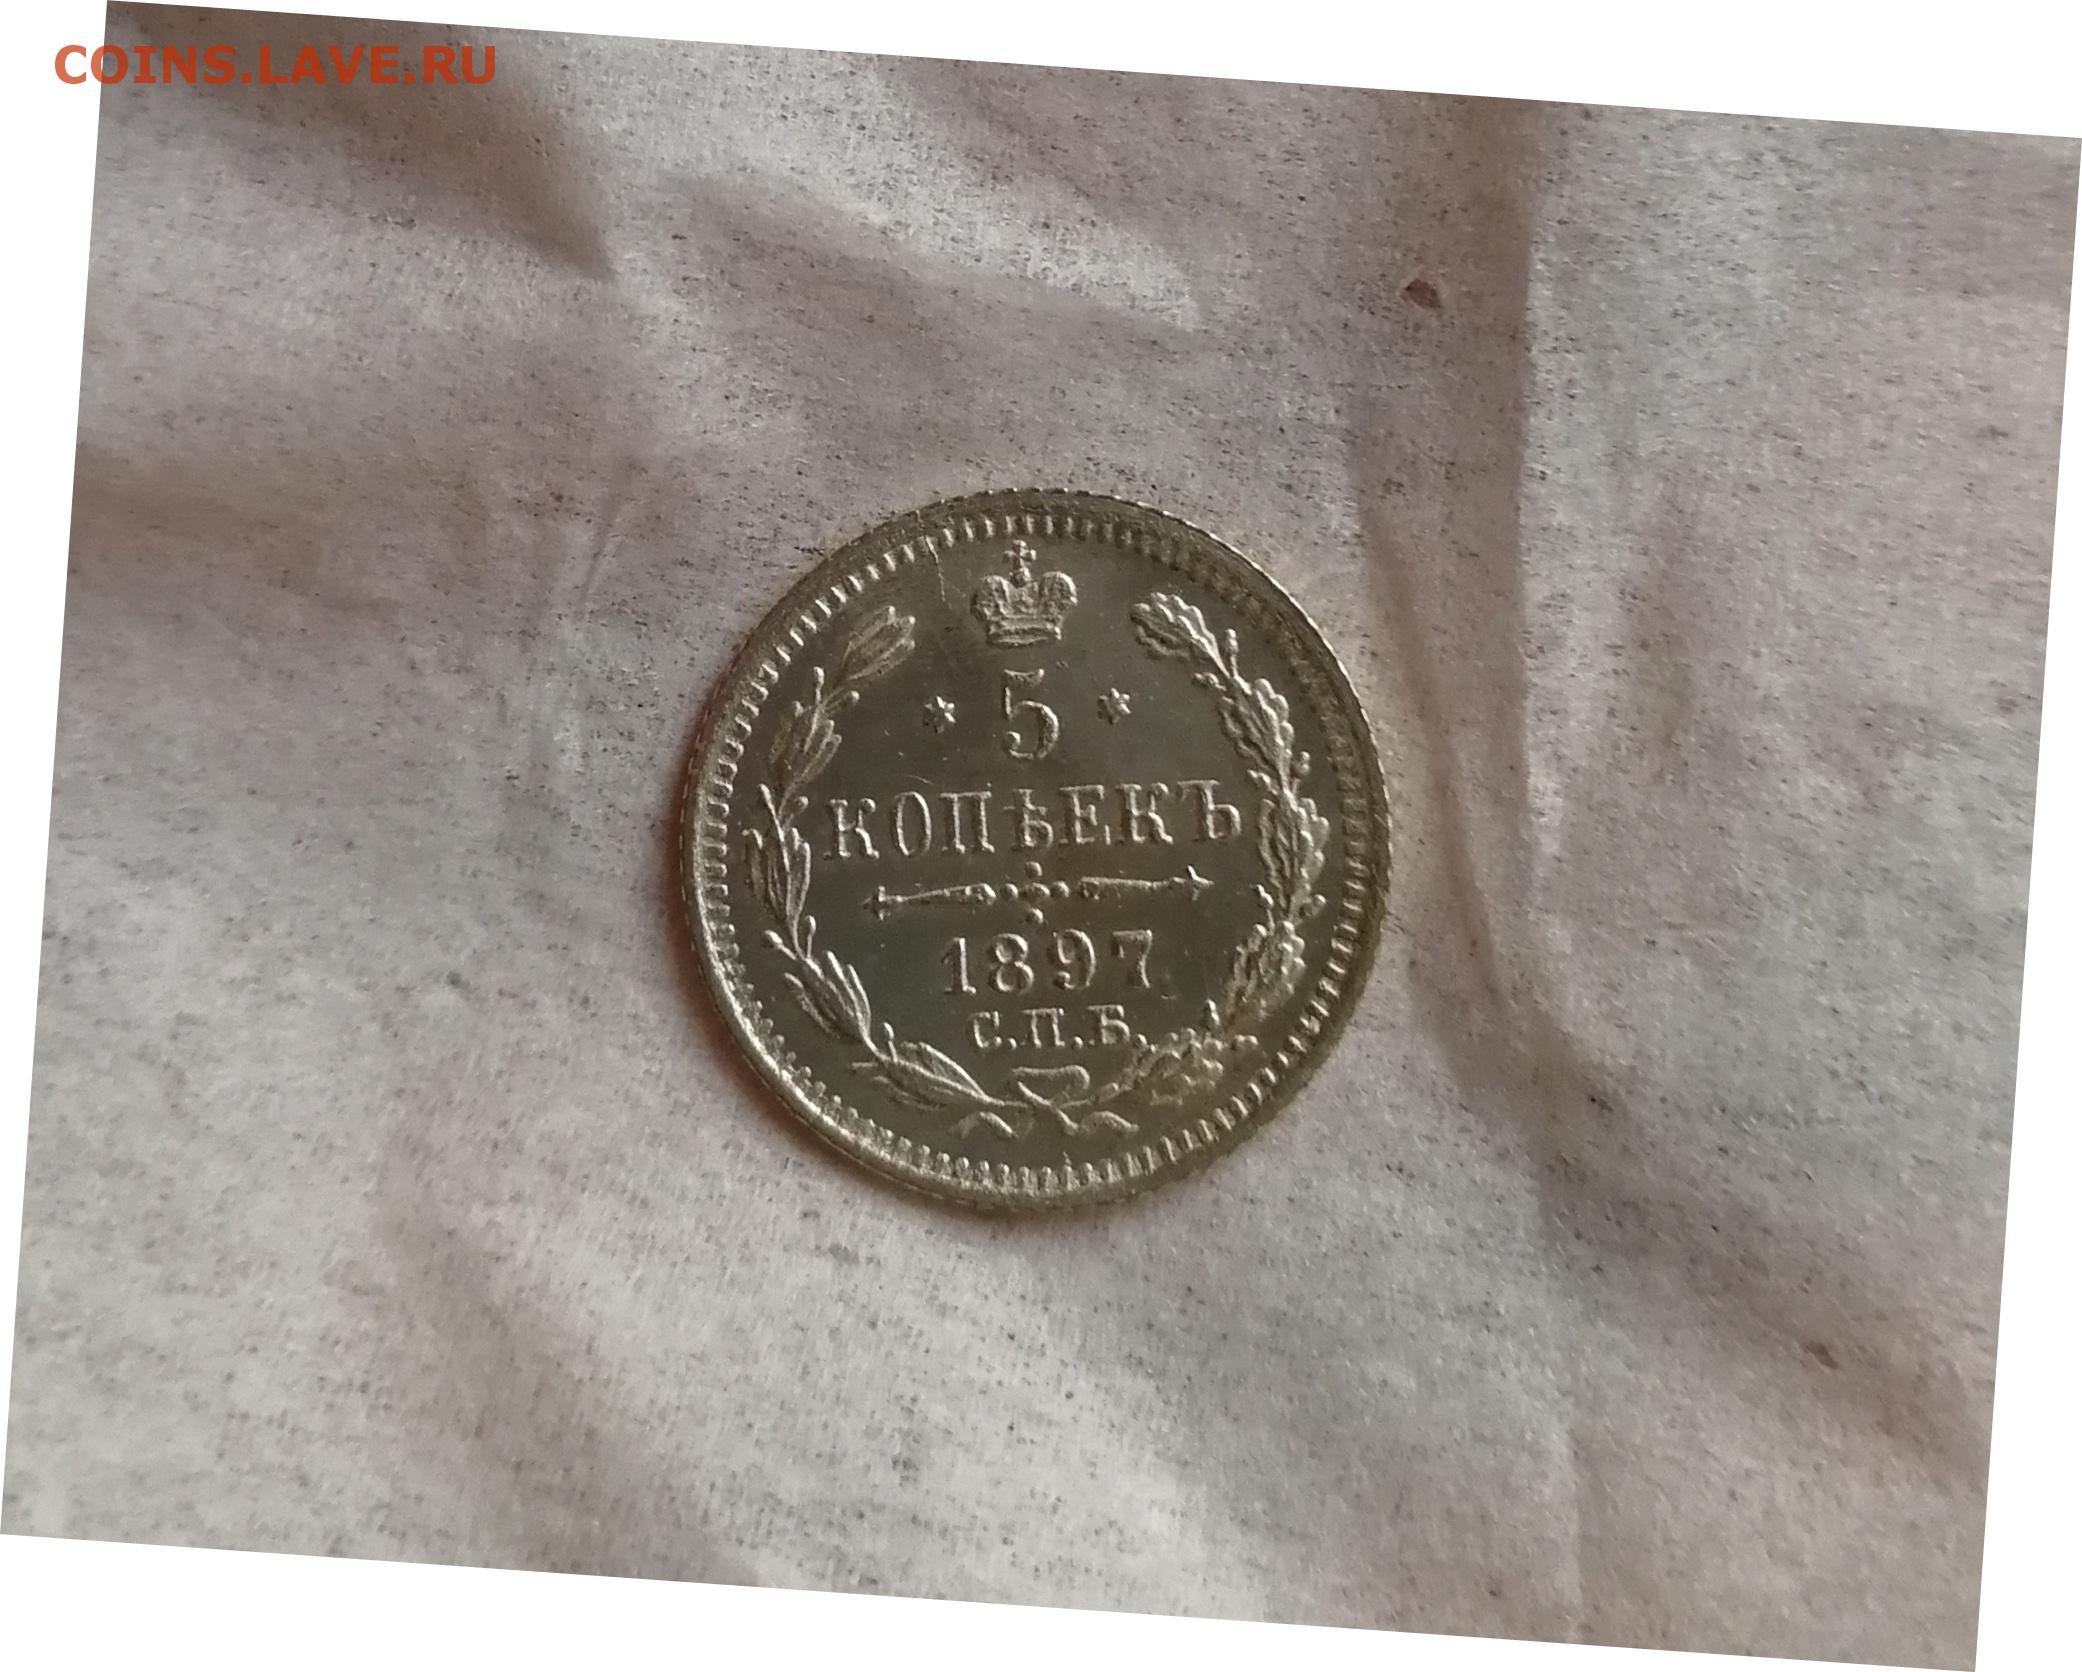 COINS.LAVE.RU
* 5 *
КОПѢЕКЪ
1897
С.П.Б.